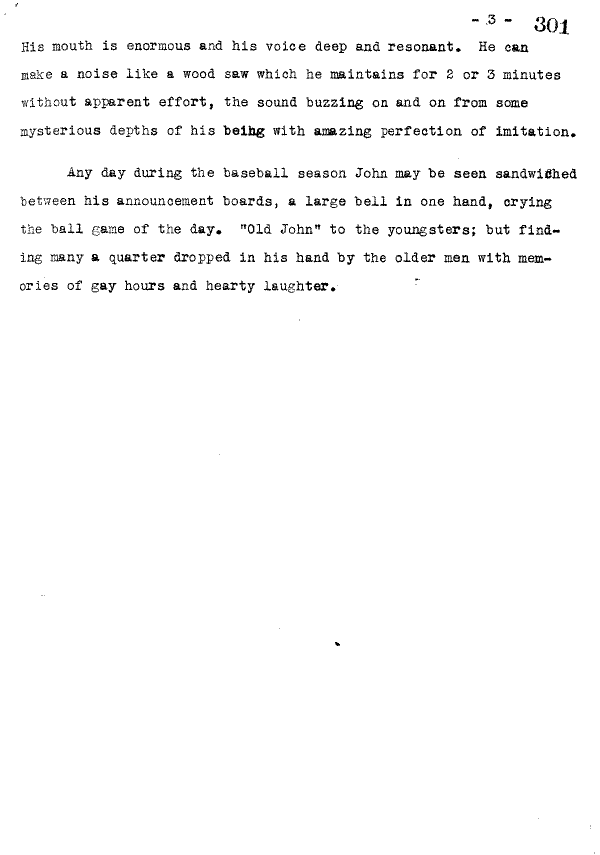 - 3 - 301
His mouth is enormous and his voice deep and resonant. He can
make a noise like a wood saw which he maintains for 2 or 3 minutes
without apparent effort, the sound buzzing on and on from some
mysterious depths of his being with amazing perfection of imitation.
Any day during the baseball season John may be seen sandwiched
between his announcement boards, a large bell in one hand, crying
the ball game of the day. "Old John" to the youngsters; but find-
ing many a quarter dropped in his hand by the older men with mem-
ories of gay hours and hearty laughter.